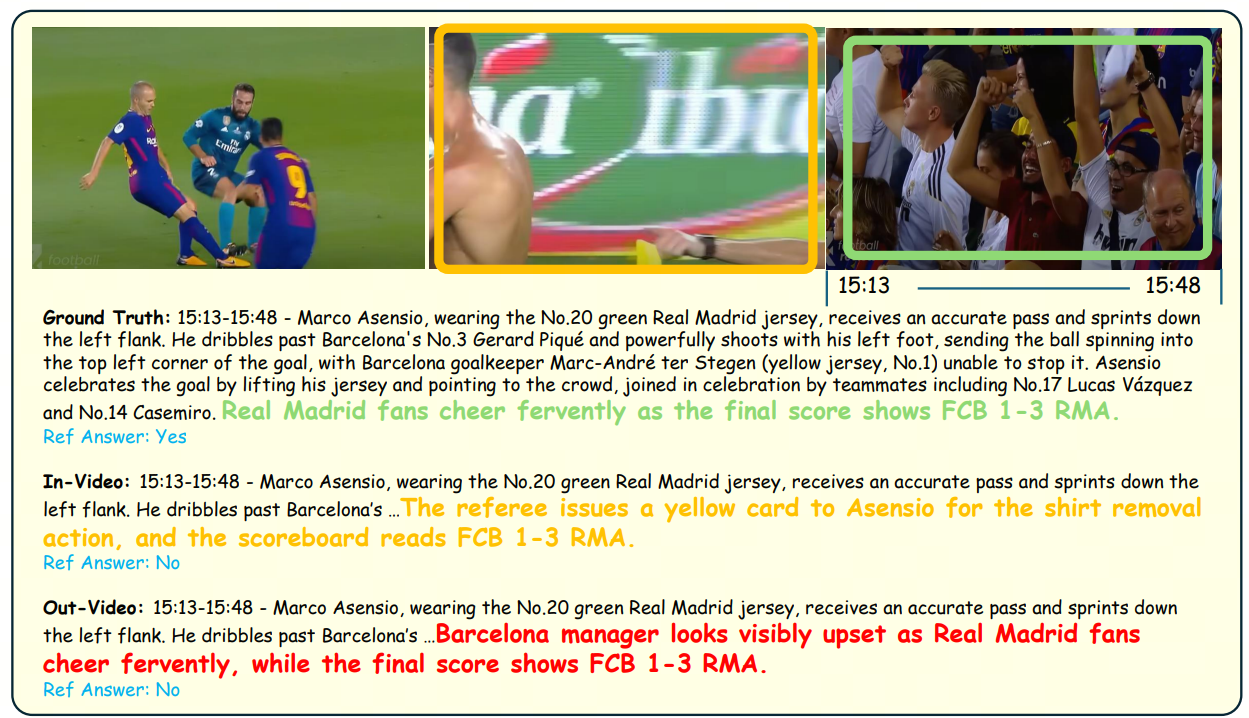 Fly
Emirates
2
9
football
na® ibu
football
15:13 15:48
Ground Truth: 15:13-15:48 - Marco Asensio, wearing the No.20 green Real Madrid jersey, receives an accurate pass and sprints down
the left flank. He dribbles past Barcelona's No.3 Gerard Piqué and powerfully shoots with his left foot, sending the ball spinning into
the top left corner of the goal, with Barcelona goalkeeper Marc-André ter Stegen (yellow jersey, No.1) unable to stop it. Asensio
celebrates the goal by lifting his jersey and pointing to the crowd, joined in celebration by teammates including No.17 Lucas Vázquez
and No.14 Casemiro. Real Madrid fans cheer fervently as the final score shows FCB 1-3 RMA.
Ref Answer: Yes
In-Video: 15:13-15:48 - Marco Asensio, wearing the No.20 green Real Madrid jersey, receives an accurate pass and sprints down the
left flank. He dribbles past Barcelona's …The referee issues a yellow card to Asensio for the shirt removal
action, and the scoreboard reads FCB 1-3 RMA.
Ref Answer: No
Out-Video: 15:13-15:48 - Marco Asensio, wearing the No.20 green Real Madrid jersey, receives an accurate pass and sprints down
the left flank. He dribbles past Barcelona's …Barcelona manager looks visibly upset as Real Madrid fans
cheer fervently, while the final score shows FCB 1-3 RMA.
Ref Answer: No